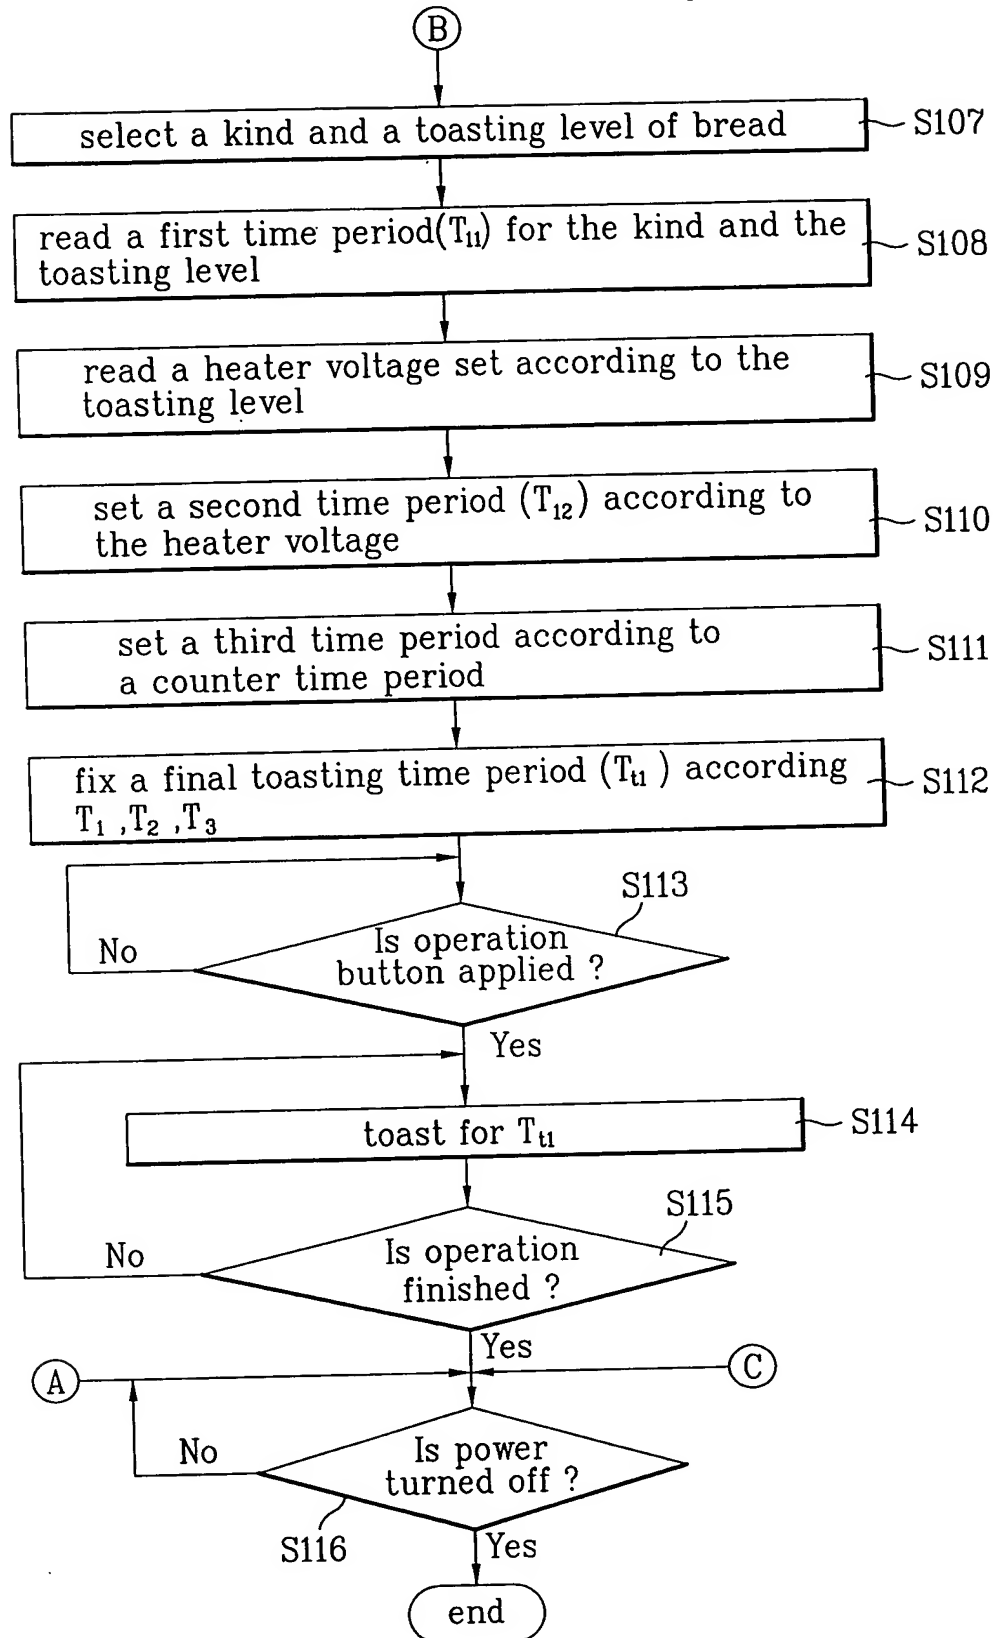 B
select a kind and a toasting level of bread
S107
read a first time period(T11) for the kind and the
toasting level
S108
read a heater voltage set according to the
toasting level
S109
set a second time period (T12) according to
the heater voltage
S110
set a third time period according to
a counter time period
S111
fix a final toasting time period (Tt1) according
T1 ,T2 ,T3
S112
S113
Is operation
button applied ?
No
Yes
toast for Tt1
S114
S115
Is operation
finished ?
No
Yes
A
C
Is power
turned off ?
No
S116
Yes
end